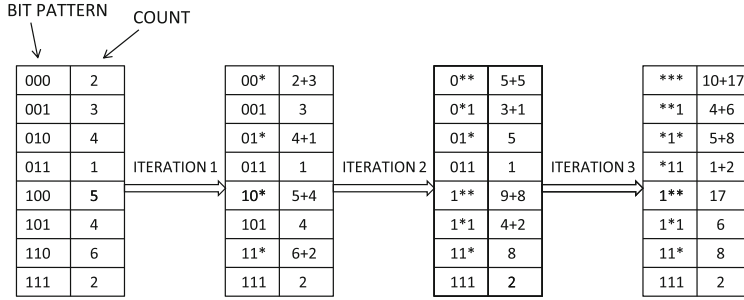 BIT PATTERN
COUNT
000 2 00* 2+3 0** 5+5 *** 10+17
001 3 001 3 0*1 3+1 **1 4+6
010 4 01* 4+1 01* 5 *1* 5+8
011 1 ITERATION 1 011 1 ITERATION 2 011 1 ITERATION 3 *11 1+2
100 5 10* 5+4 1** 9+8 1** 17
101 4 101 4 1*1 4+2 1*1 6
110 6 11* 6+2 11* 8 11* 8
111 2 111 2 111 2 111 2